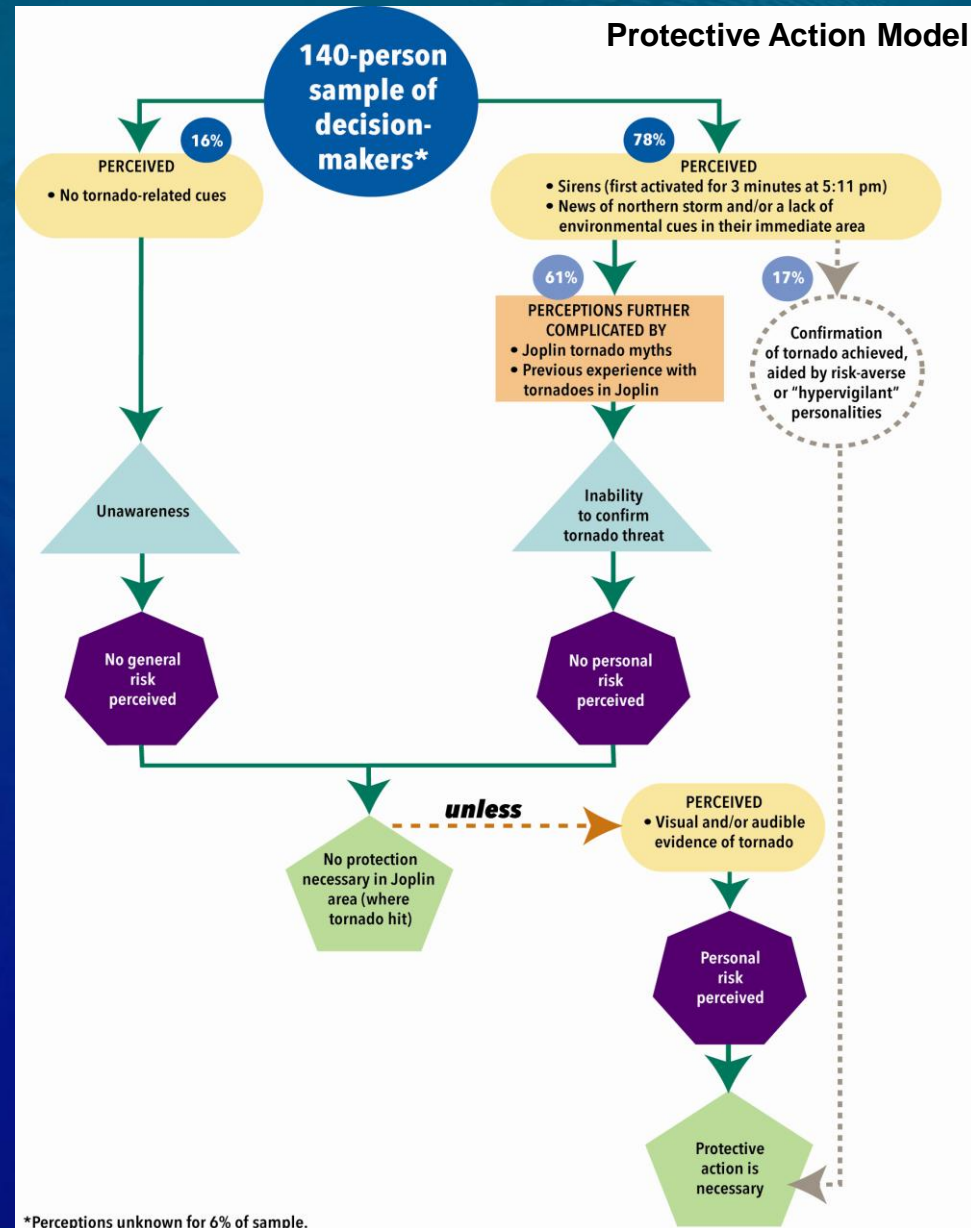 Protective Action Model
140-person
sample of
decision-
makers*
16%
PERCEIVED
• No tornado-related cues
78%
PERCEIVED
• Sirens (first activated for 3 minutes at 5:11 pm)
• News of northern storm and/or a lack of
environmental cues in their immediate area
61%
PERCEPTIONS FURTHER
COMPLICATED BY
• Joplin tornado myths
• Previous experience with
tornadoes in Joplin
17%
Confirmation
of tornado achieved,
aided by risk-averse
or "hypervigilant"
personalities
Unawareness
Inability
to confirm
tornado threat
No general
risk
perceived
No personal
risk
perceived
unless
No protection
necessary in Joplin
area (where
tornado hit)
PERCEIVED
• Visual and/or audible
evidence of tornado
Personal
risk
perceived
Protective
action is
necessary
*Perceptions unknown for 6% of sample.